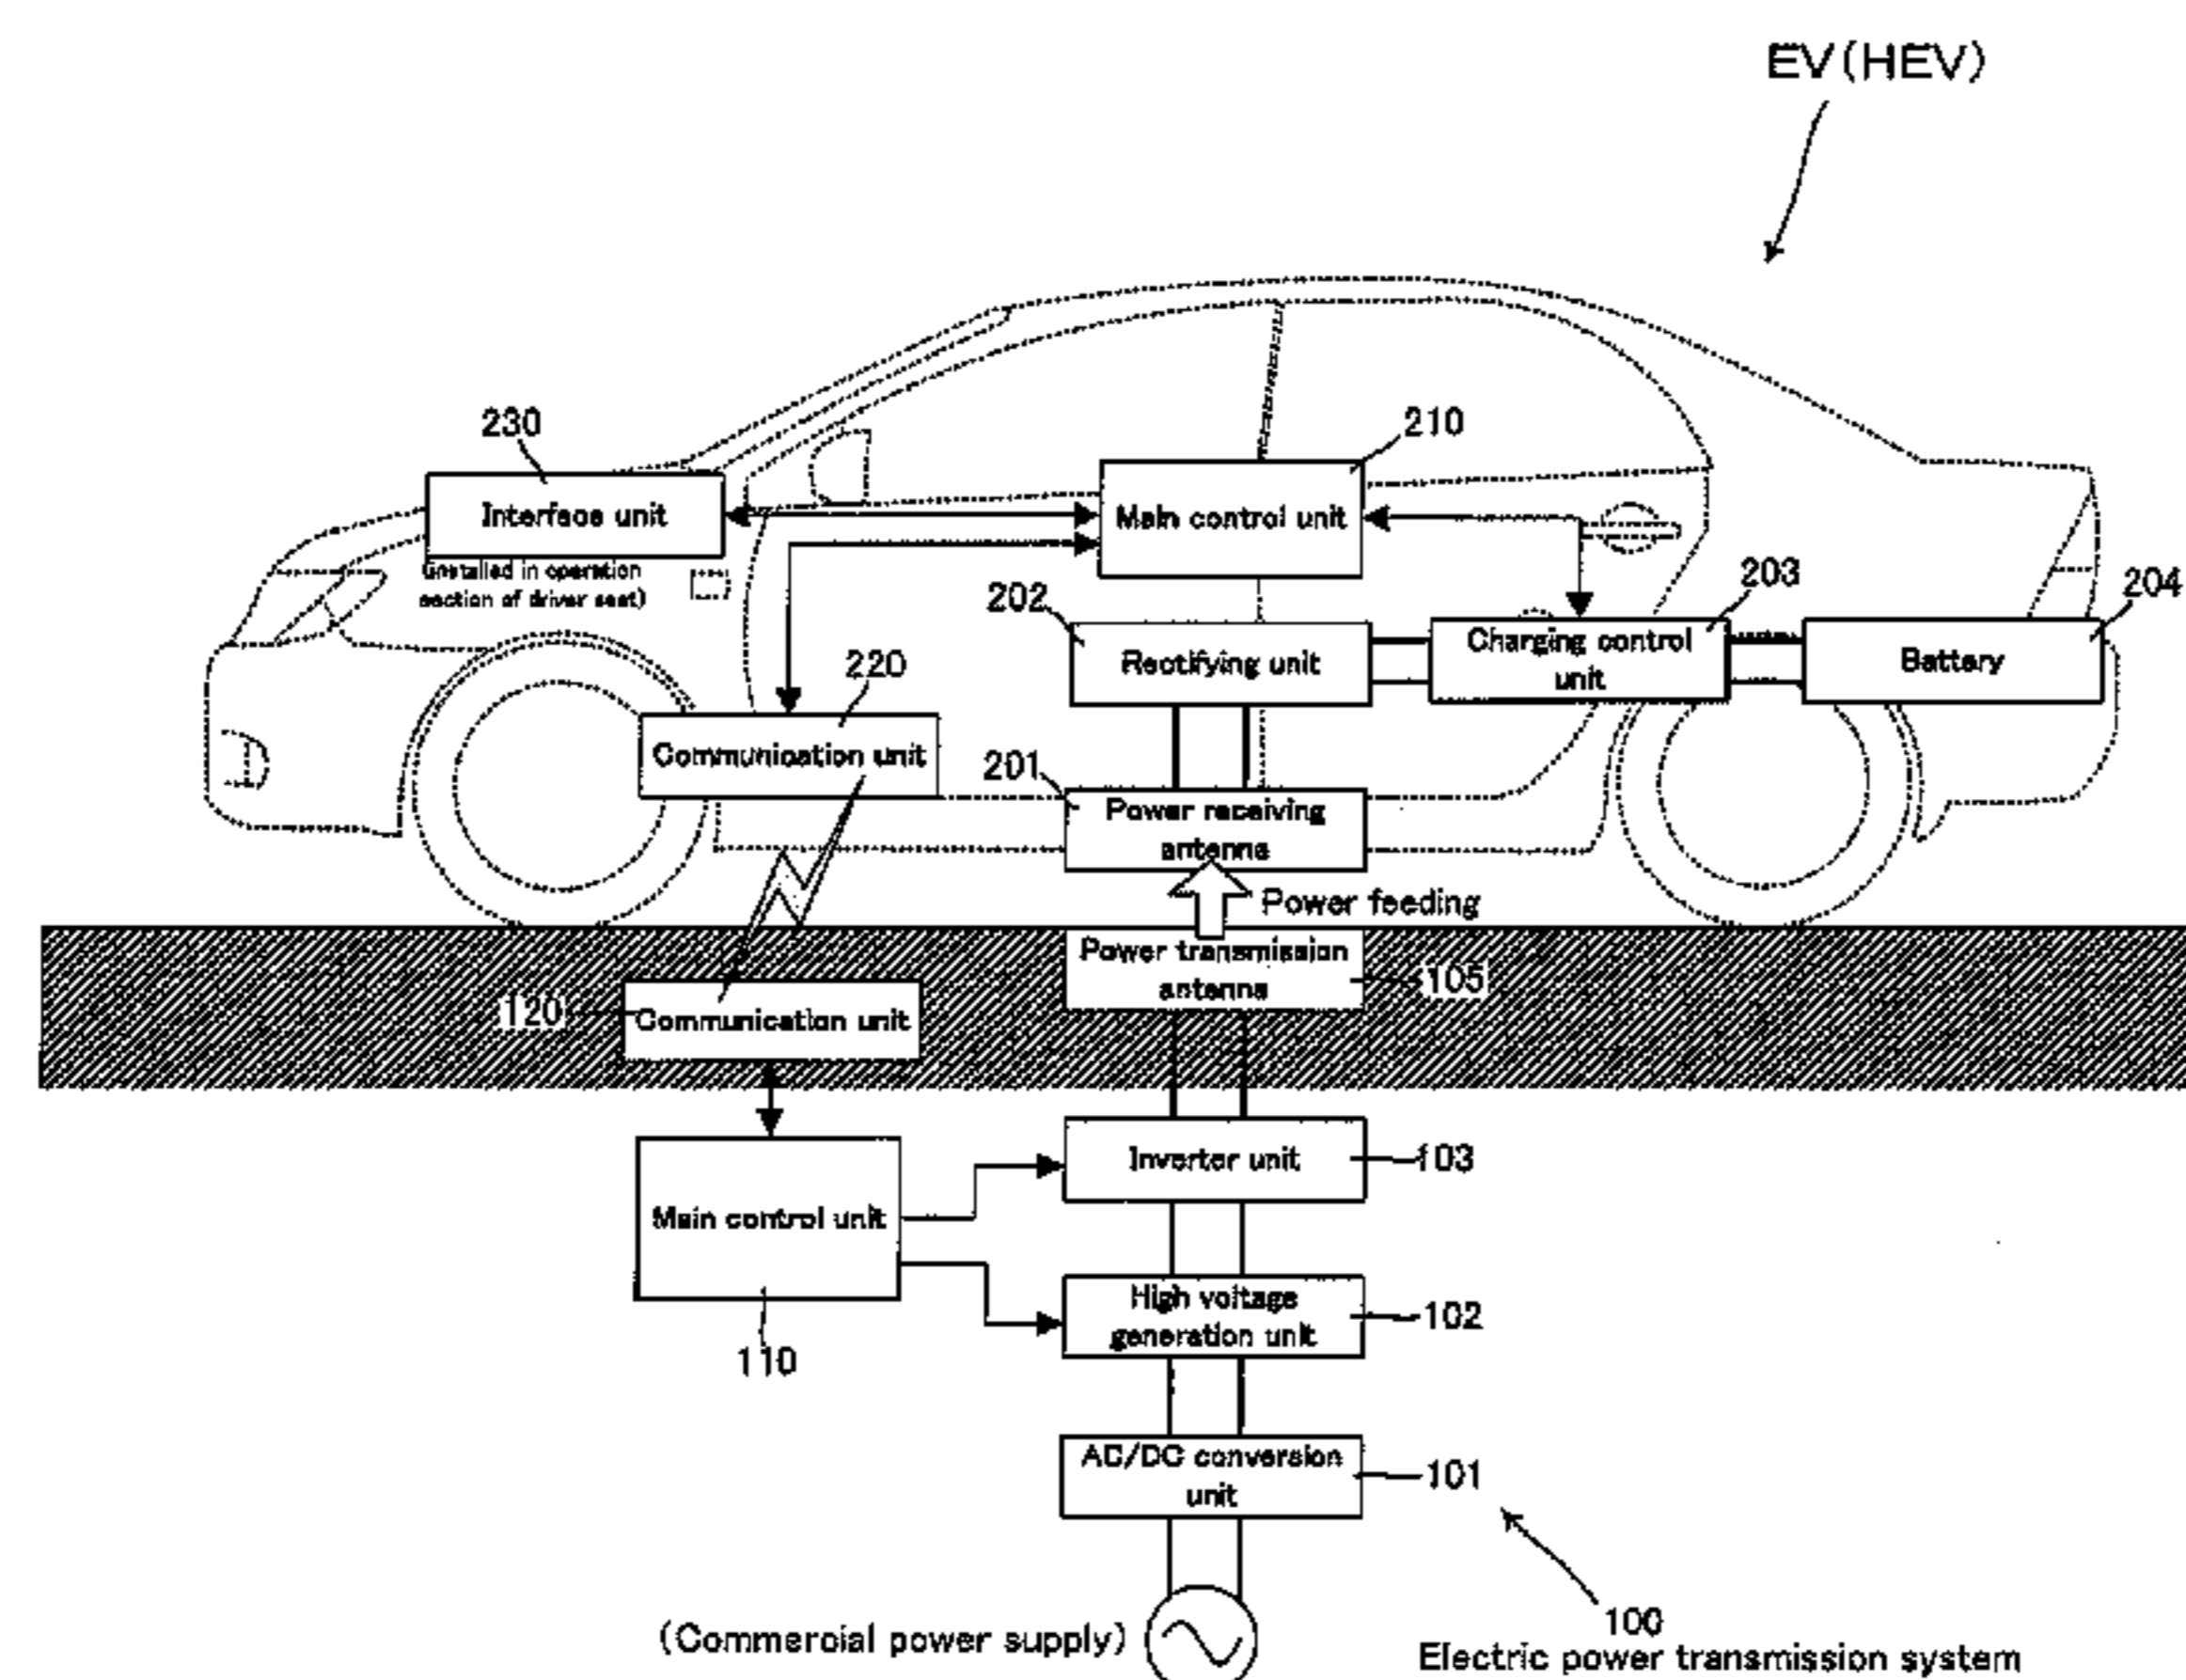 EV(HEV)
230
210
Interface unit
Main control unit
(installed in operation
section of driver seat)
203
204
202
Rectifying unit
Charging control
unit
Battery
220
Communication unit
201
Power receiving
antenna
Power feeding
Power transmission
antenna
105
120
Communication unit
Inverter unit
103
Main control unit
110
High voltage
generation unit
102
AC/DC conversion
unit
101
100
(Commercial power supply)
Electric power transmission system